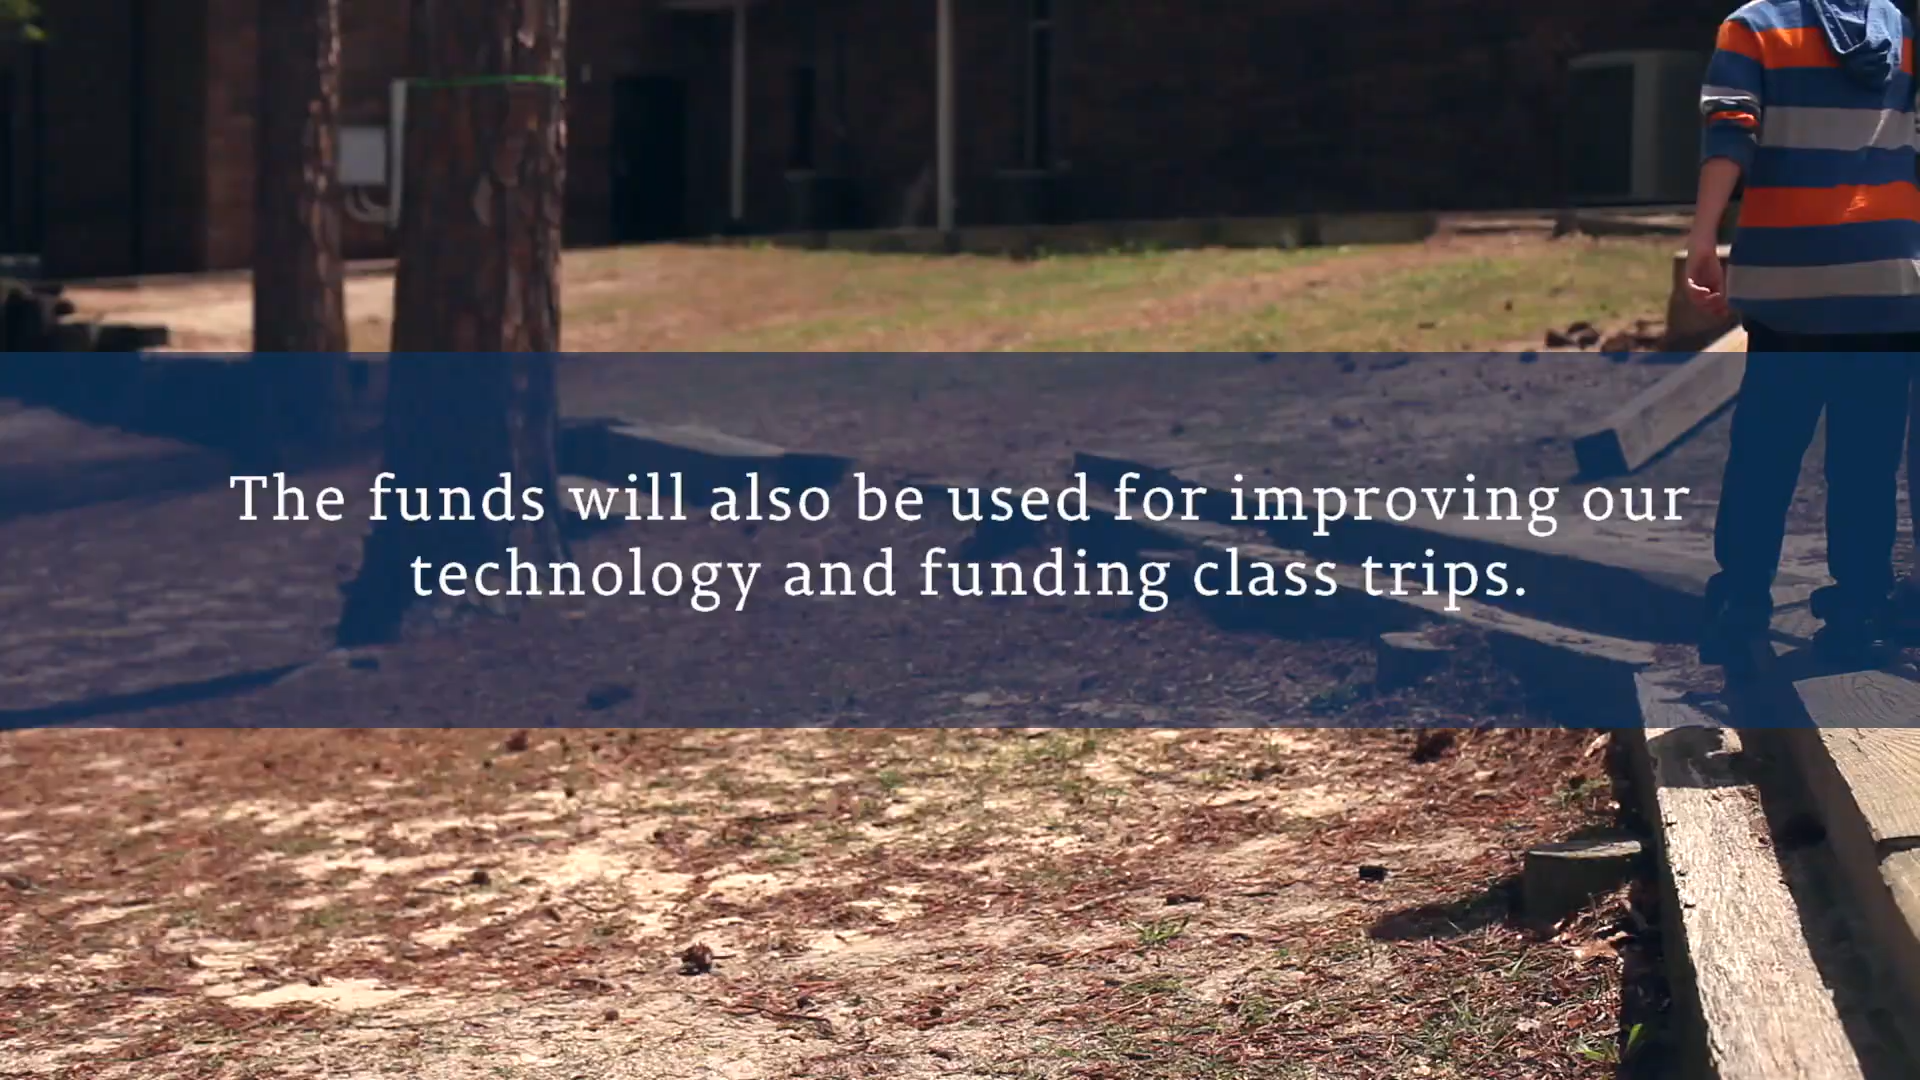 The funds will also be used for improving our
technology and funding class trips.